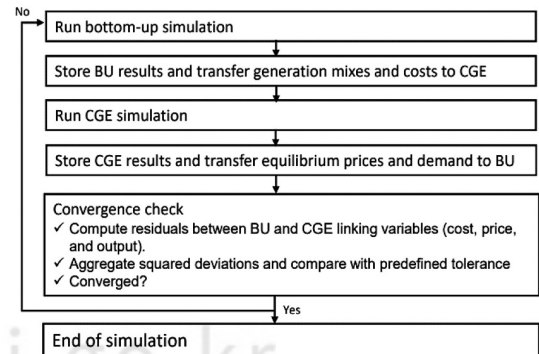 No
Run bottom-up simulation
Store BU results and transfer generation mixes and costs to CGE
Run CGE simulation
Store CGE results and transfer equilibrium prices and demand to BU
Convergence check
✓ Compute residuals between BU and CGE linking variables (cost, price,
and output).
✓ Aggregate squared deviations and compare with predefined tolerance
✓ Converged?
Yes
End of simulation